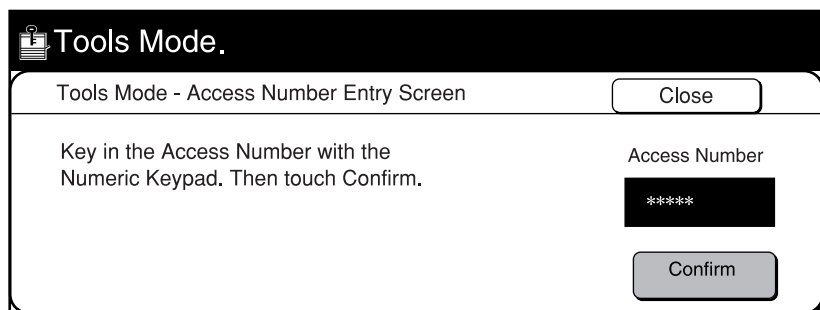 Tools Mode.
Tools Mode - Access Number Entry Screen
Close
Key in the Access Number with the
Numeric Keypad. Then touch Confirm.
Access Number
*****
Confirm